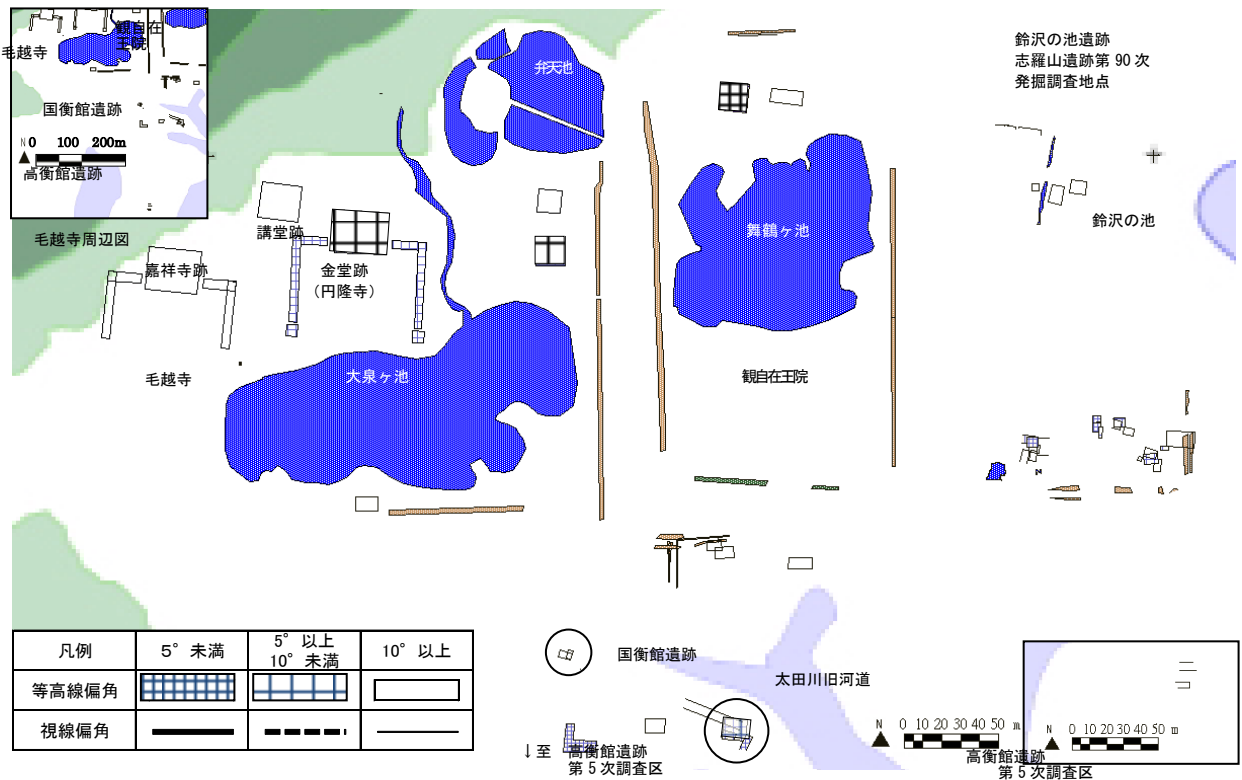 観自在
王院
毛越寺
国衡館遺跡
N 0 100 200m
高衡館遺跡
毛越寺周辺図
弁天池
鈴沢の池遺跡
志羅山遺跡第90次
発掘調査地点
講堂跡
嘉祥寺跡
金堂跡
（円隆寺）
舞鶴ヶ池
鈴沢の池
毛越寺
大泉ヶ池
観自在王院
凡例
5°未満
5°以上
10°未満
10°以上
等高線偏角
視線偏角
国衡館遺跡
太田川旧河道
↓至 高衡館遺跡
第5次調査区
N 0 10 20 30 40 50 m
高衡館遺跡
第5次調査区
N 0 10 20 30 40 50 m